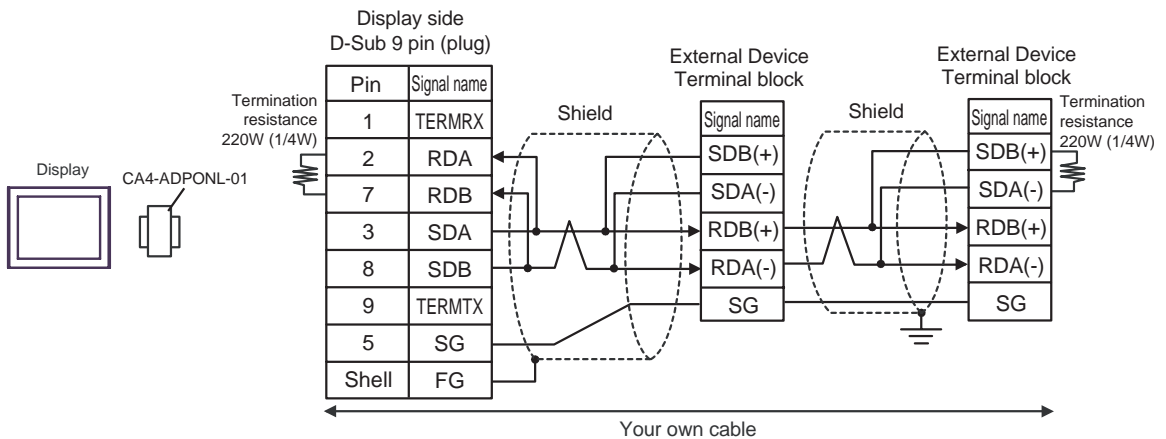 Display side
D-Sub 9 pin (plug)
External Device
Terminal block
External Device
Terminal block
Termination
resistance
220W (1/4W)
Pin Signal name
1 TERMRX
2 RDA
7 RDB
3 SDA
8 SDB
9 TERMTX
5 SG
Shell FG
Shield
Signal name
SDB(+)
SDA(-)
RDB(+)
RDA(-)
SG
Shield
Signal name
SDB(+)
SDA(-)
RDB(+)
RDA(-)
SG
Termination
resistance
220W (1/4W)
Display
CA4-ADPONL-01
Your own cable